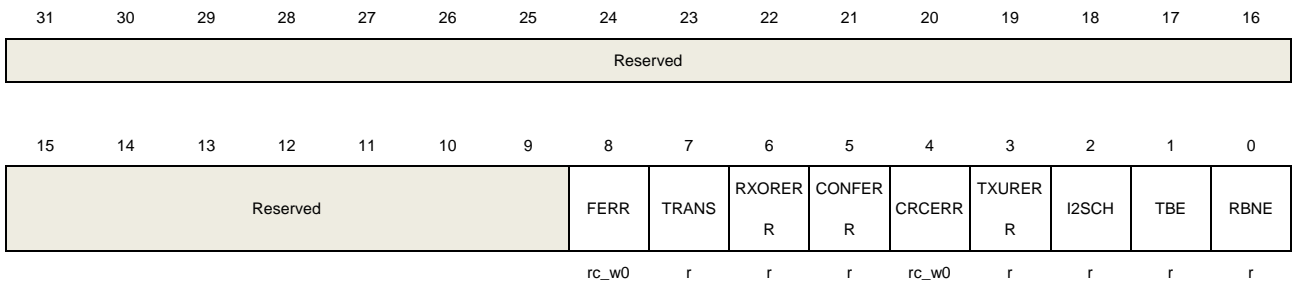 31 30 29 28 27 26 25 24 23 22 21 20 19 18 17 16
Reserved
15 14 13 12 11 10 9 8 7 6 5 4 3 2 1 0
Reserved FERR TRANS RXORER R CONFER R CRCERR TXURER R I2SCH TBE RBNE
rc_w0 r r r rc_w0 r r r r